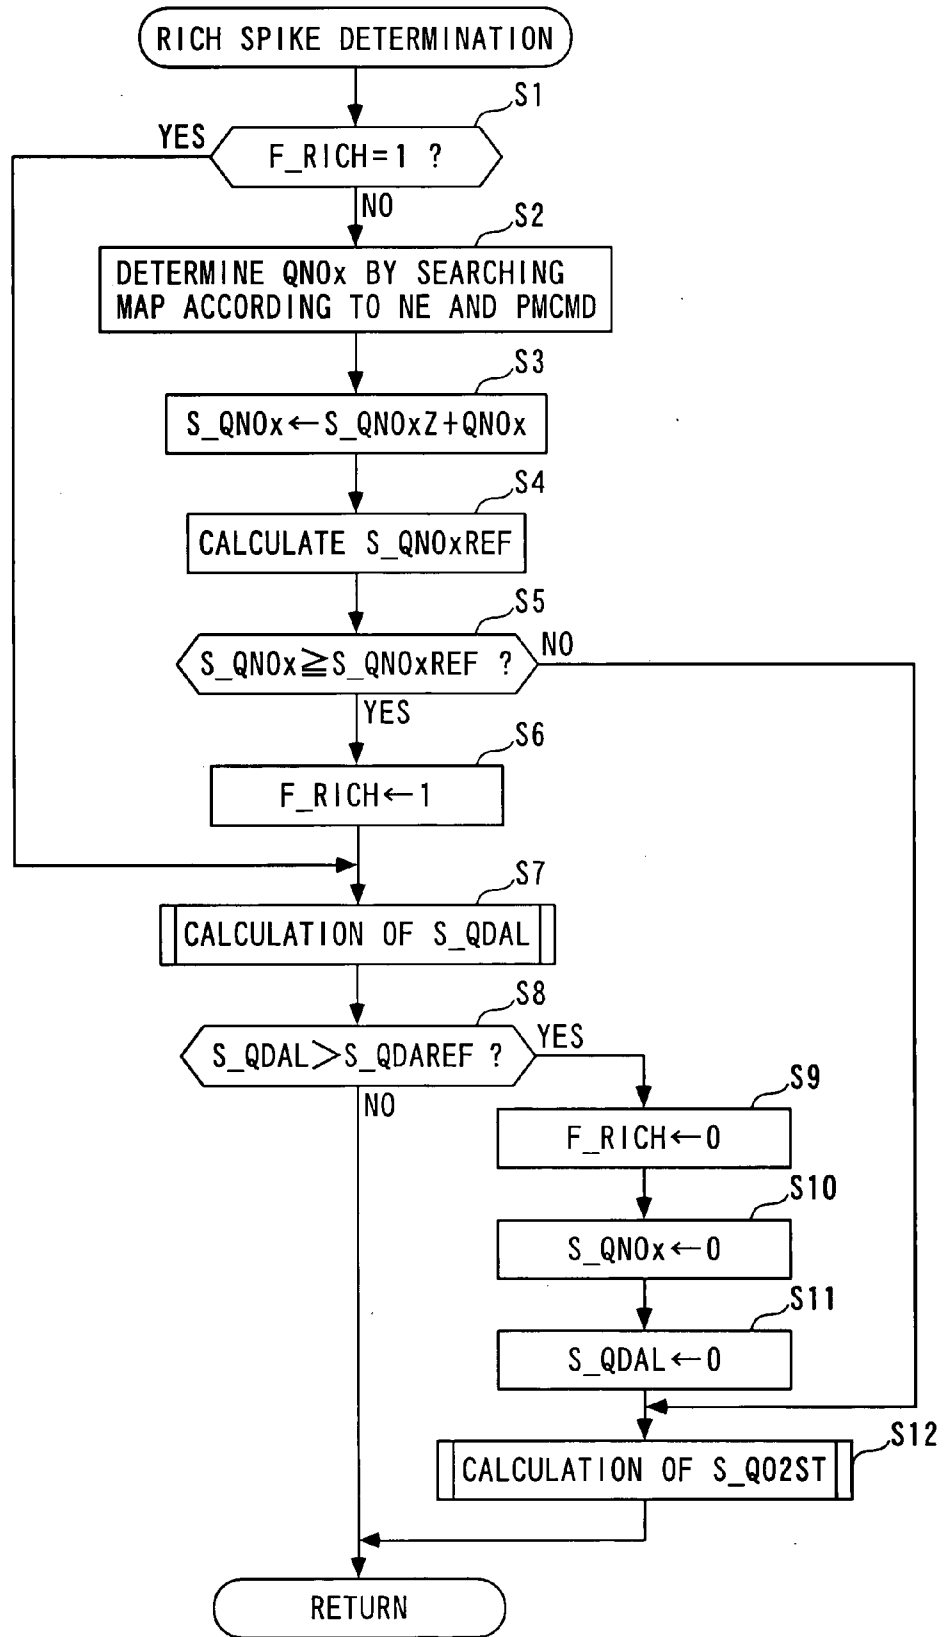 RICH SPIKE DETERMINATION
S1
YES
F_RICH=1 ?
NO
S2
DETERMINE QNOx BY SEARCHING
MAP ACCORDING TO NE AND PMCMD
S3
S_QNOx←S_QNOxZ+QNOx
S4
CALCULATE S_QNOxREF
S5
S_QNOx≧S_QNOxREF ?
NO
YES
S6
F_RICH←1
S7
CALCULATION OF S_QDAL
S8
S_QDAL>S_QDAREF ?
YES
NO
S9
F_RICH←0
S10
S_QNOx←0
S11
S_QDAL←0
S12
CALCULATION OF S_QO2ST
RETURN